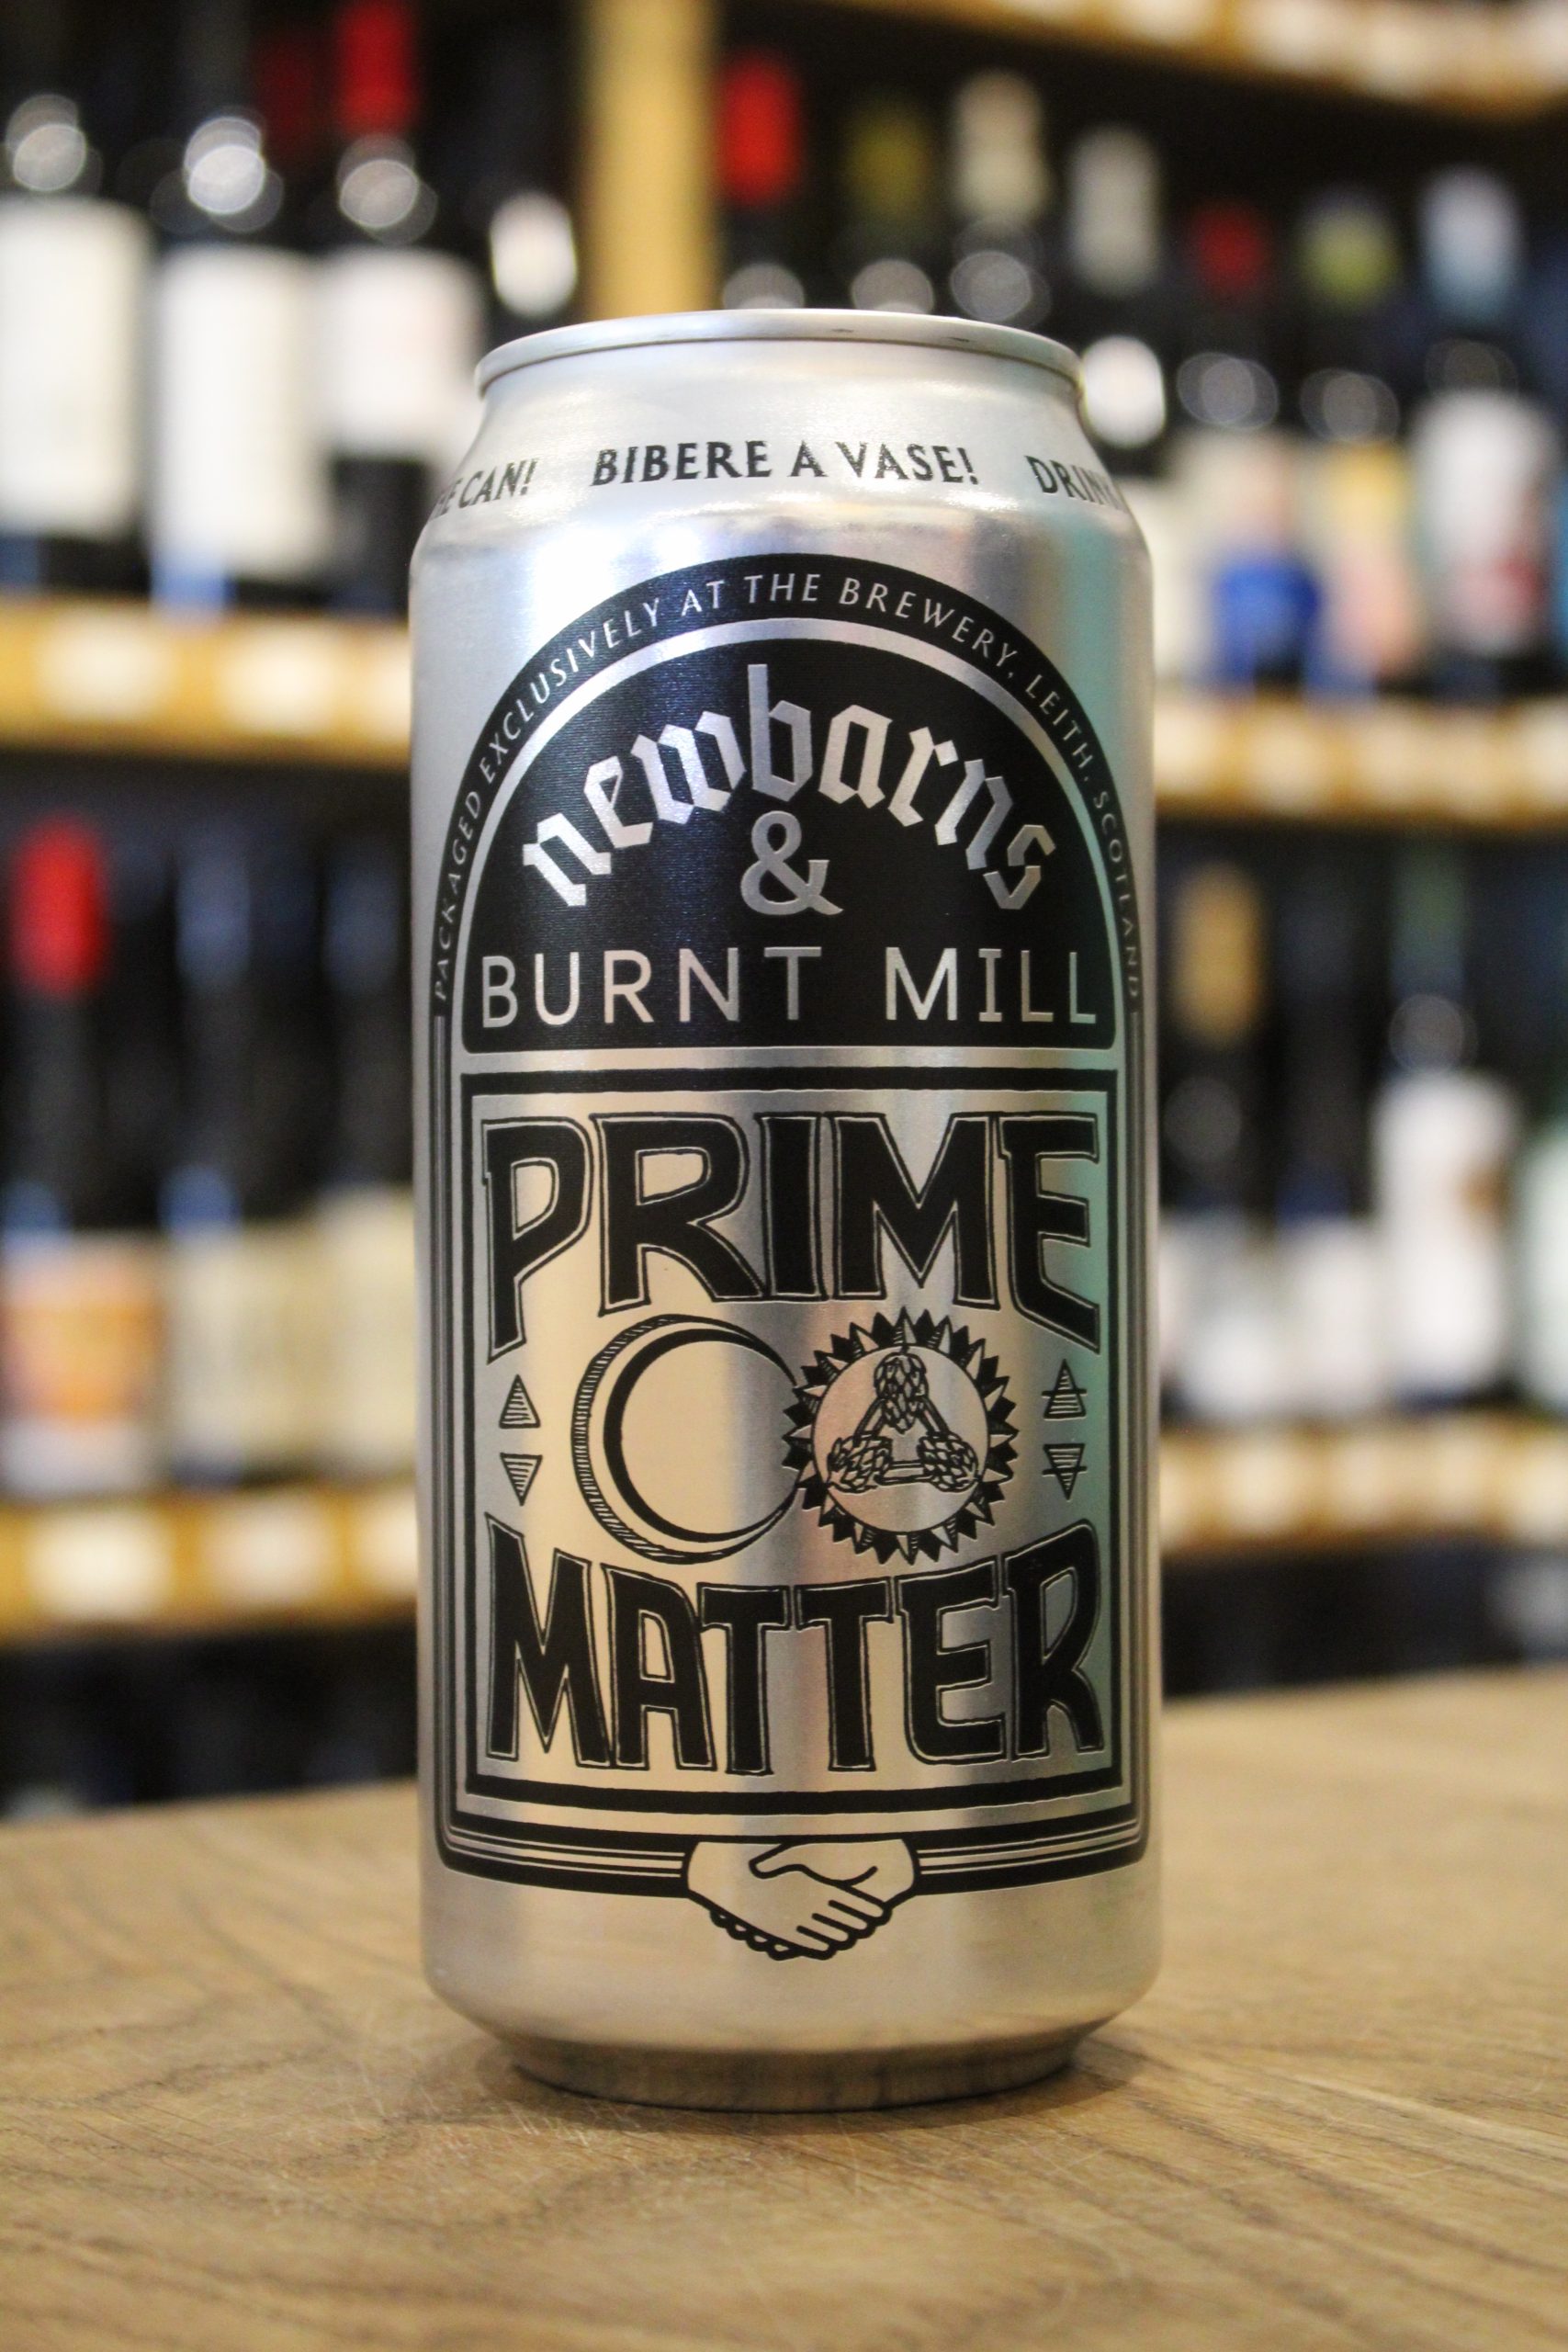 CAN! BIBERE A VASE!
PACKAGED EXCLUSIVELY AT THE BREWERY, LEITH, SCOTLAND
newbarns
&
BURNT MILL
PRIME
MATTER